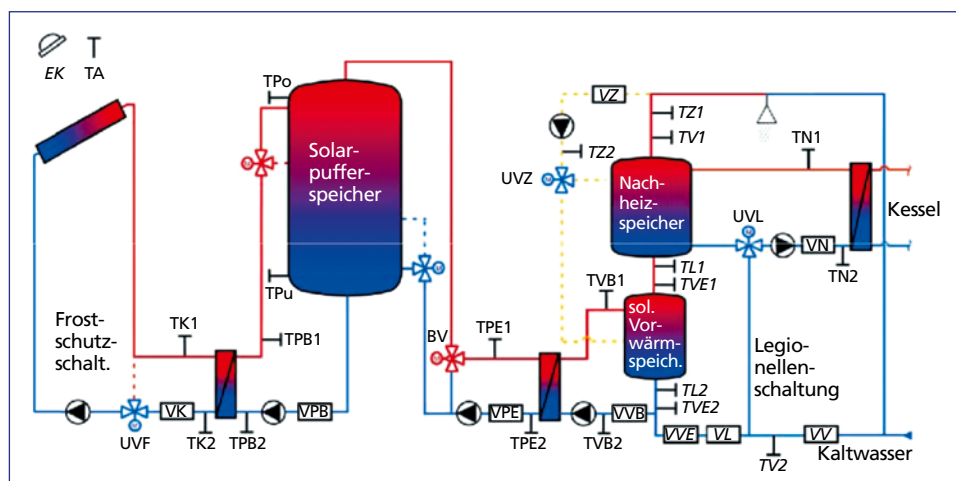 EK
TA
TPo
Solar-
puffer-
speicher
TPu
Frost-
schutz-
schalt.
TK1
TPB1
VK
VPB
UVF
TK2
TPB2
BV
TPE1
VPE
TPE2
TVB1
VVB
TVB2
VZ
TZ2
UVZ
TZ1
TV1
Nach-
heiz-
speicher
TL1
TVE1
sol.
Vor-
wärm-
speich.
TL2
TVE2
TN1
UVL
VN
TN2
Kessel
Legio-
nellen-
schaltung
VVE
VL
TV2
VV
Kaltwasser